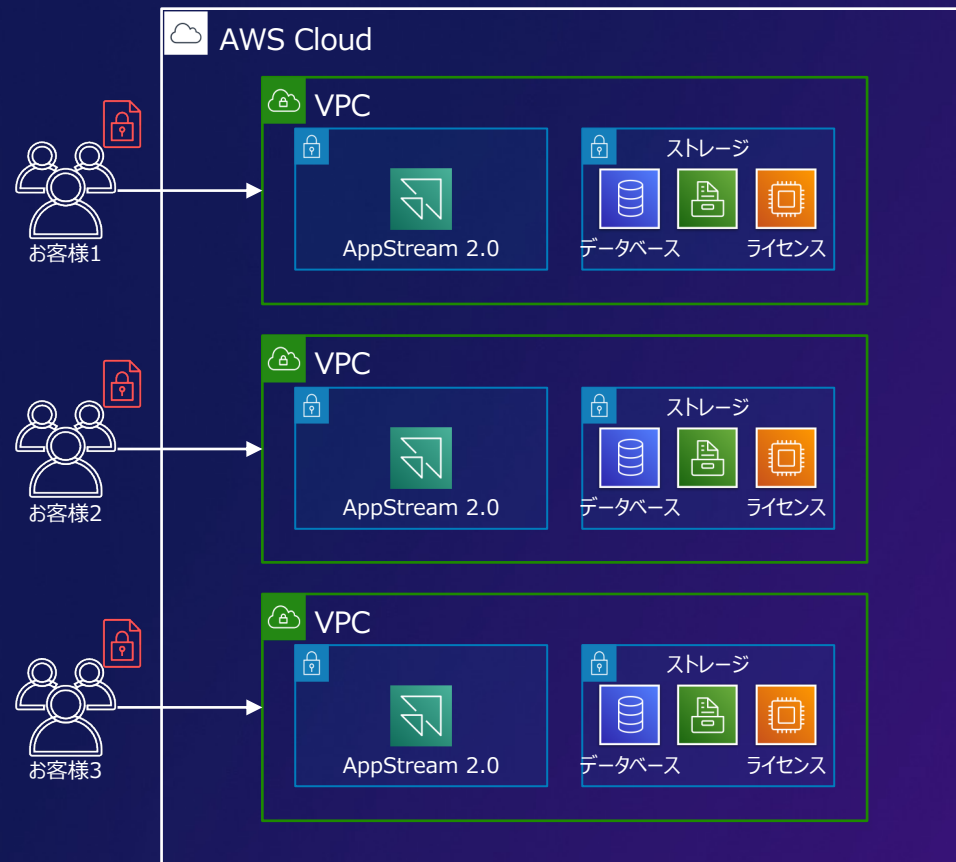 AWS Cloud
VPC
ストレージ
AppStream 2.0
データベース
ライセンス
お客様1
VPC
ストレージ
AppStream 2.0
データベース
ライセンス
お客様2
VPC
ストレージ
AppStream 2.0
データベース
ライセンス
お客様3